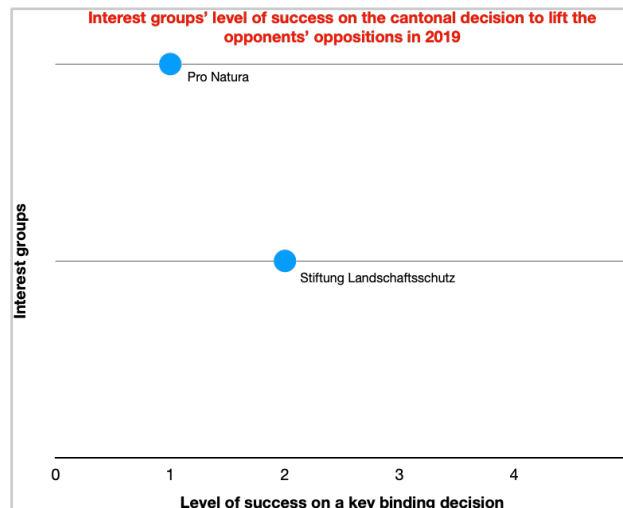 Interest groups' level of success on the cantonal decision to lift the
opponents' oppositions in 2019
Pro Natura
Interest groups
Stiftung Landschaftsschutz
0 1 2 3 4
Level of success on a key binding decision